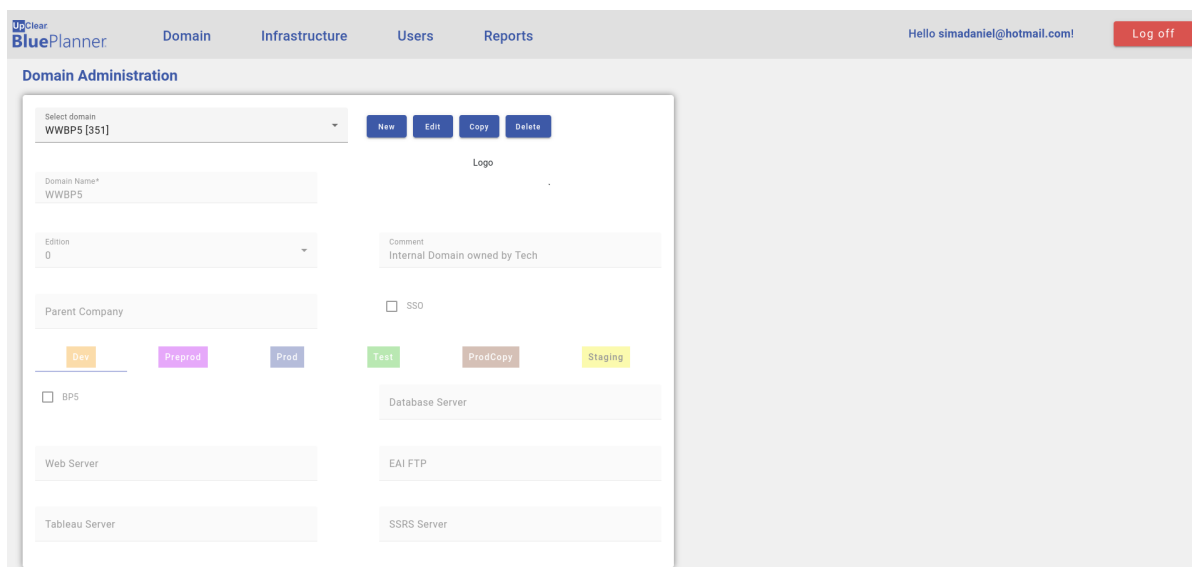 UpClear
BluePlanner
Domain Infrastructure Users Reports
Hello simadaniel@hotmail.com!
Log off
Domain Administration
Select domain
WWBP5 [351]
New Edit Copy Delete
Logo
Domain Name*
WWBP5
Edition
0
Comment
Internal Domain owned by Tech
Parent Company
SSO
Dev Preprod Prod Test ProdCopy Staging
BP5
Database Server
Web Server
EAI FTP
Tableau Server
SSRS Server